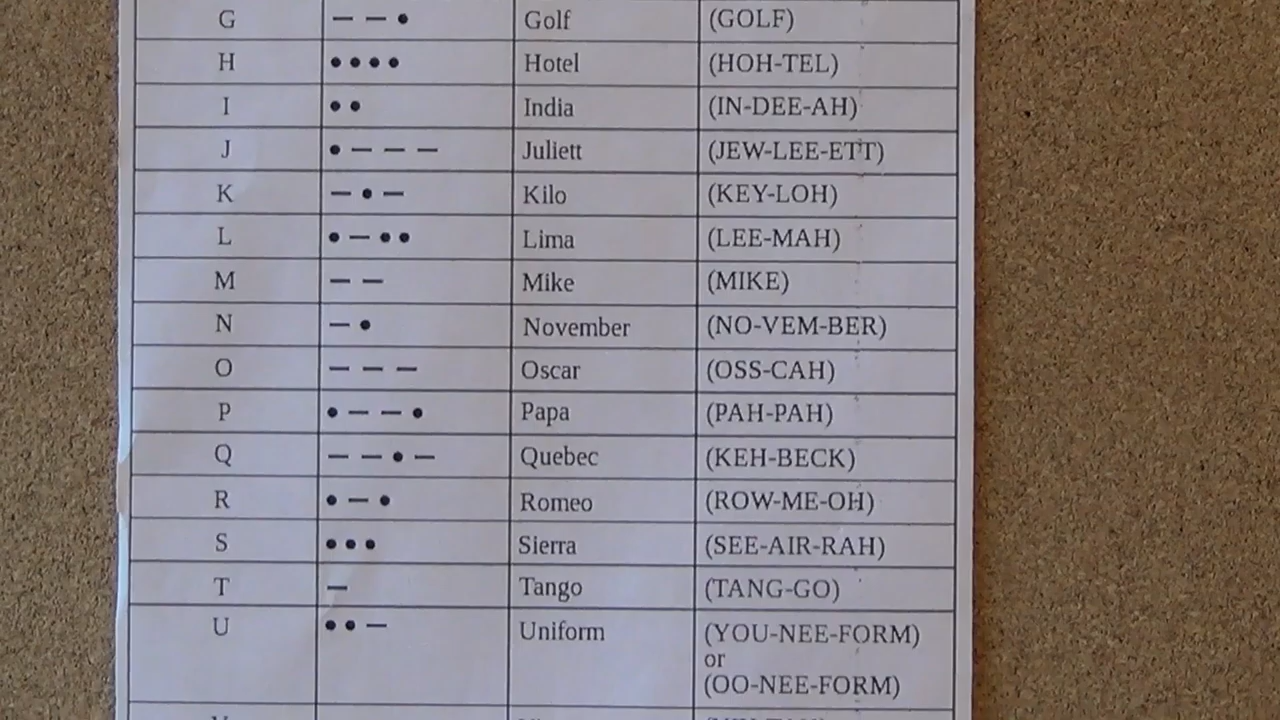 G — — • Golf (GOLF)
H • • • • Hotel (HOH-TEL)
I • • India (IN-DEE-AH)
J • — — — Juliett (JEW-LEE-ETT)
K — • — Kilo (KEY-LOH)
L • — • • Lima (LEE-MAH)
M — — Mike (MIKE)
N — • November (NO-VEM-BER)
O — — — Oscar (OSS-CAH)
P • — — • Papa (PAH-PAH)
Q — — • — Quebec (KEH-BECK)
R • — • Romeo (ROW-ME-OH)
S • • • Sierra (SEE-AIR-RAH)
T — Tango (TANG-GO)
U • • — Uniform (YOU-NEE-FORM)
or
(OO-NEE-FORM)